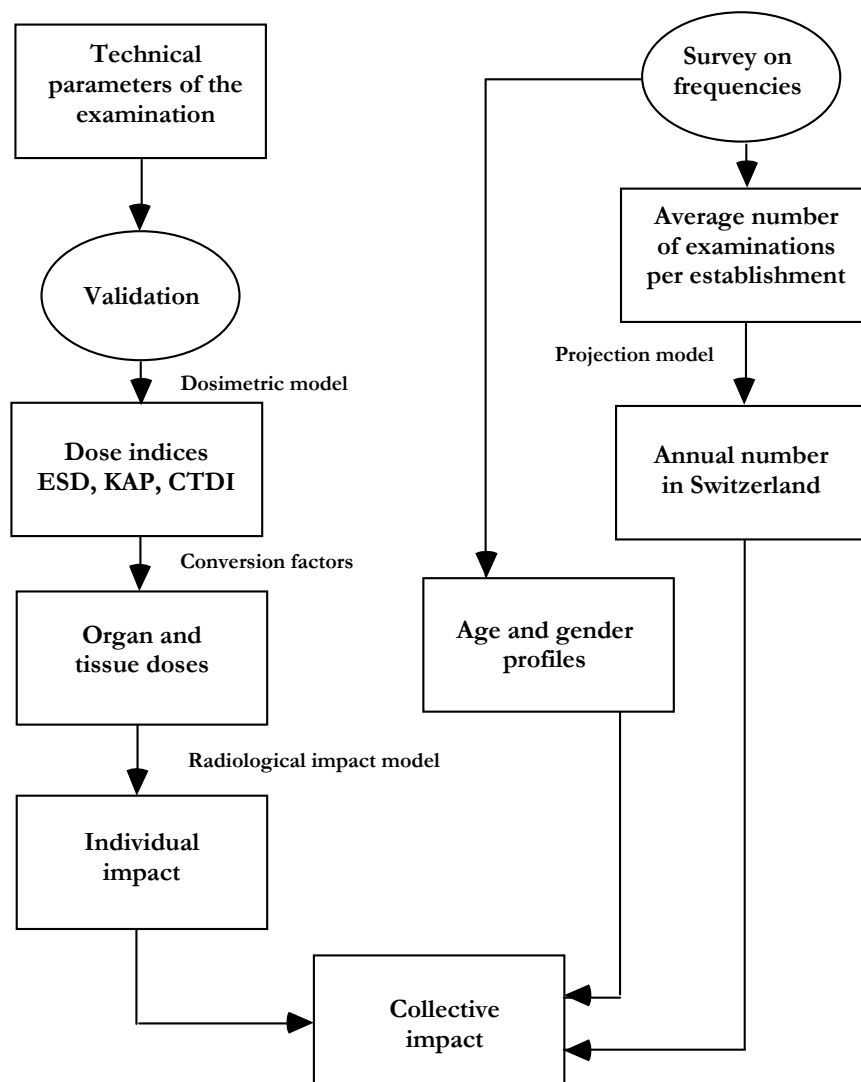 Technical
parameters of the
examination
Validation
Dosimetric model
Dose indices
ESD, KAP, CTDI
Conversion factors
Organ and
tissue doses
Radiological impact model
Individual
impact
Survey on
frequencies
Average number
of examinations
per establishment
Projection model
Annual number
in Switzerland
Age and gender
profiles
Collective
impact